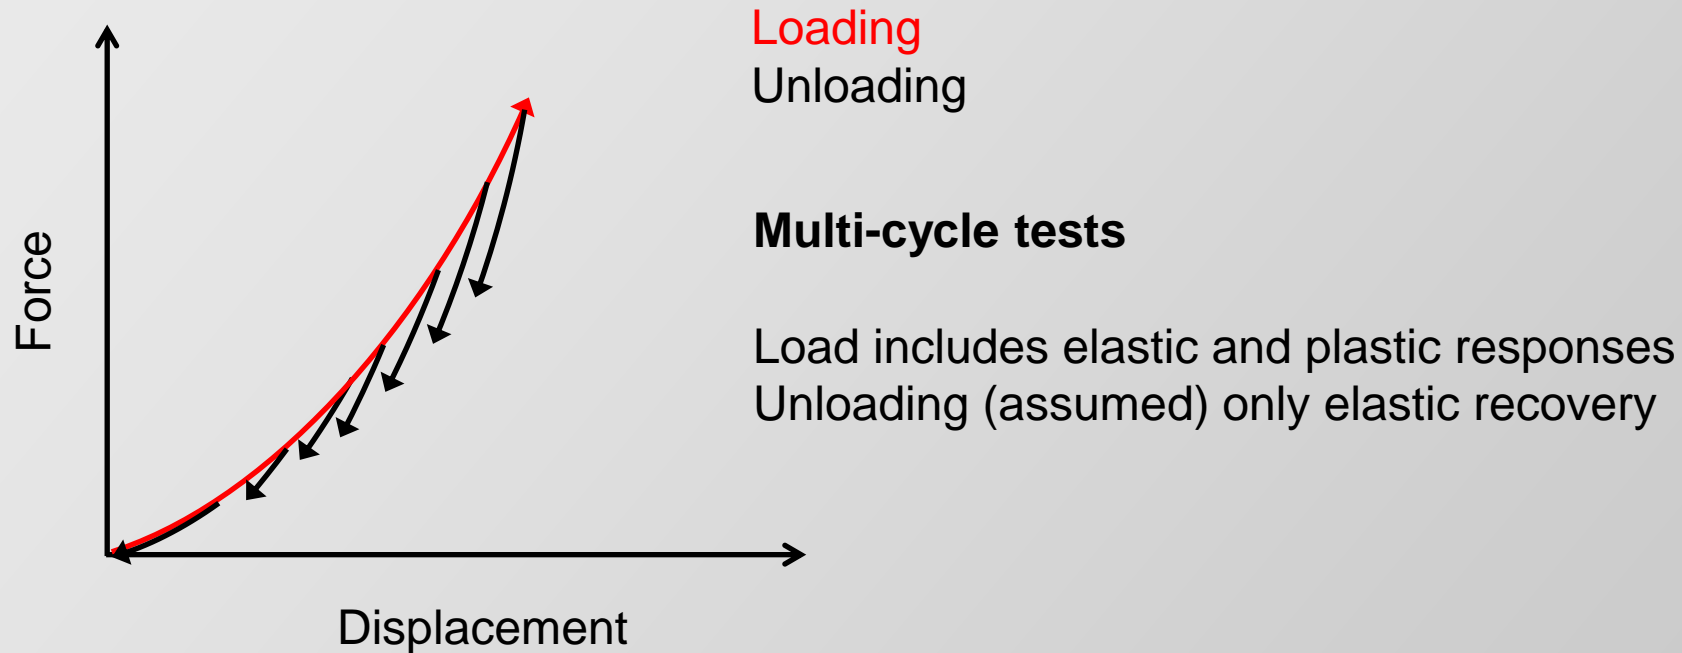 Loading
Unloading
Multi-cycle tests
Load includes elastic and plastic responses
Unloading (assumed) only elastic recovery
Force
Displacement